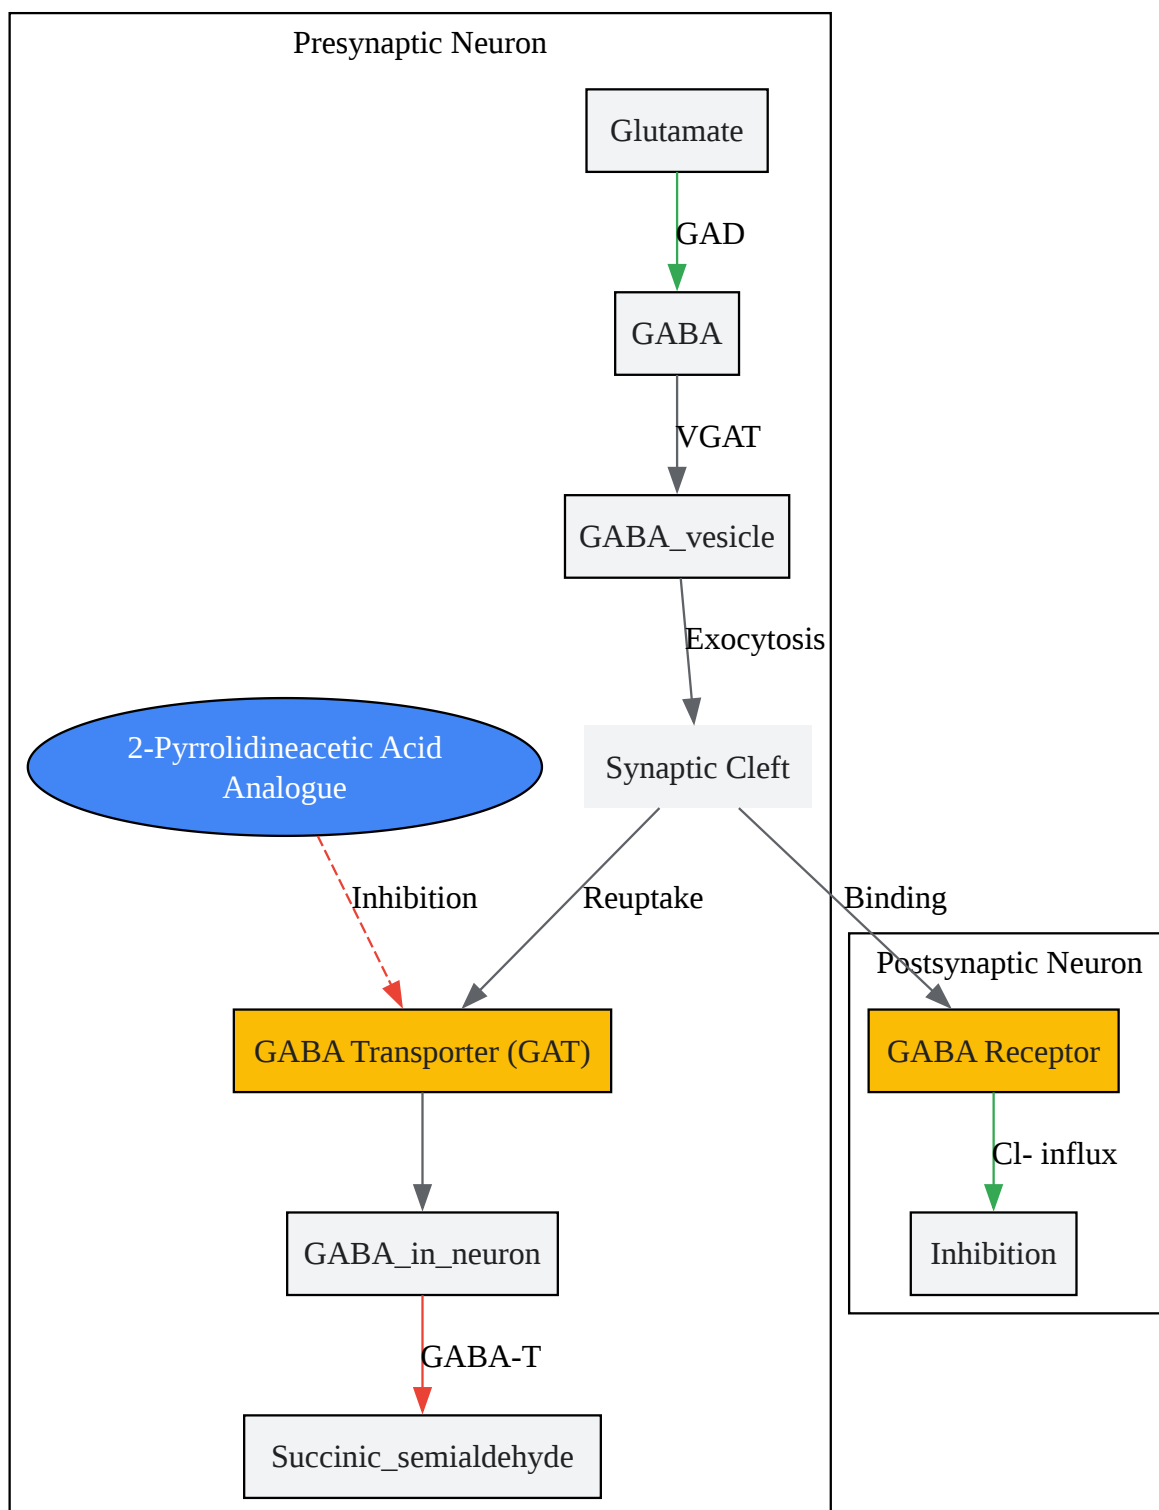 Presynaptic Neuron
Glutamate
GAD
GABA
VGAT
GABA_vesicle
Exocytosis
2-Pyrrolidineacetic Acid
Analogue
Synaptic Cleft
Inhibition
Reuptake
Binding
Postsynaptic Neuron
GABA Transporter (GAT)
GABA Receptor
Cl- influx
GABA_in_neuron
Inhibition
GABA-T
Succinic_semialdehyde